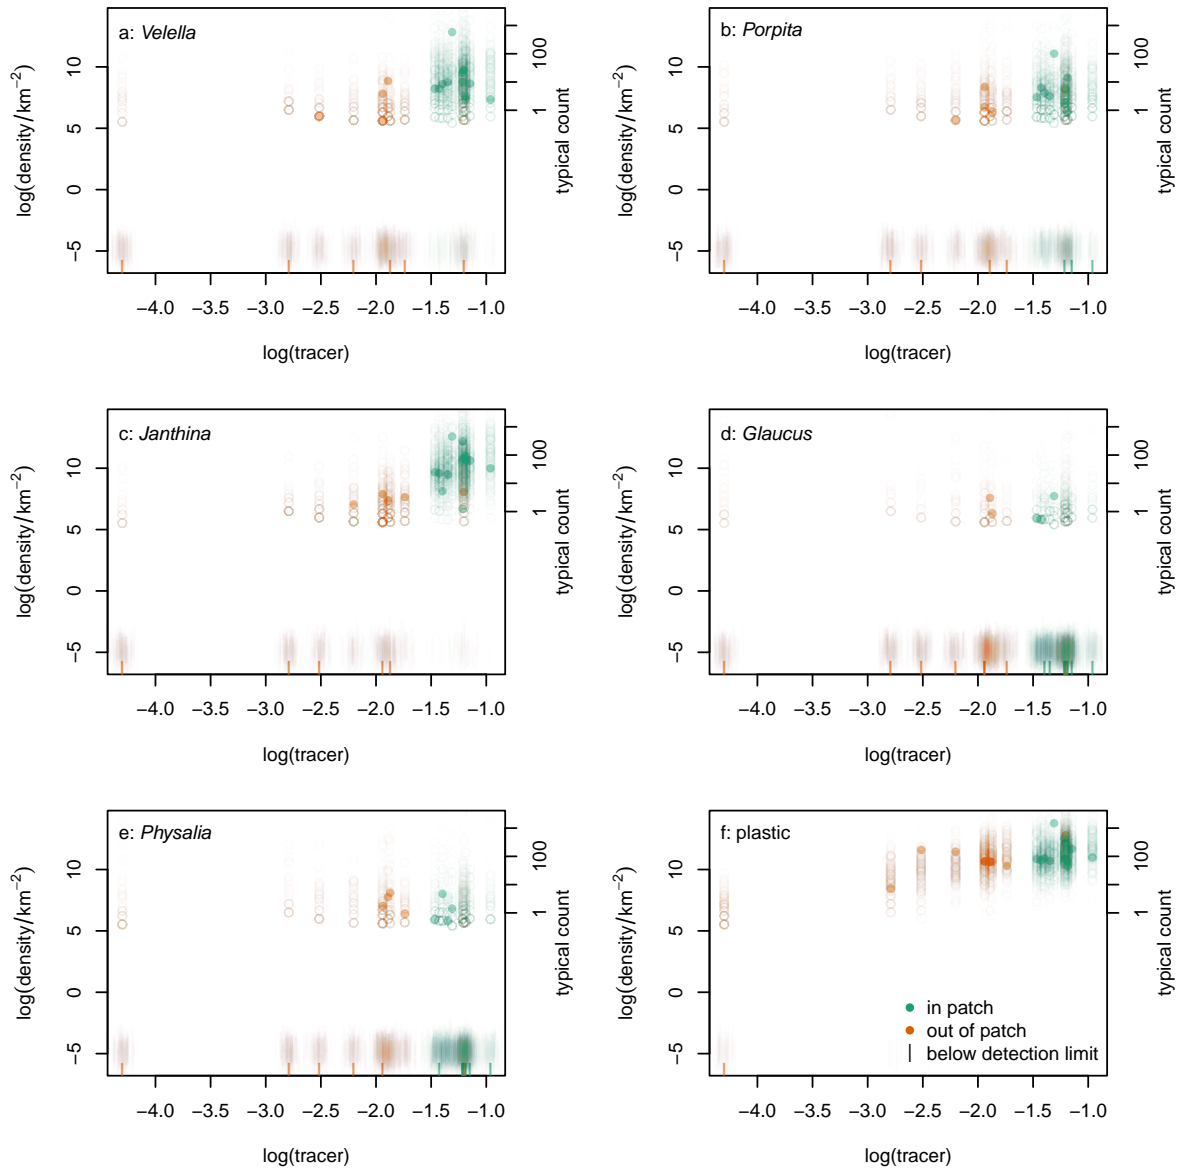 a: Velella
log(density/km−2)
10
5
0
−5
100
1
typical count
−4.0 −3.5 −3.0 −2.5 −2.0 −1.5 −1.0
log(tracer)
b: Porpita
log(density/km−2)
10
5
0
−5
100
1
typical count
−4.0 −3.5 −3.0 −2.5 −2.0 −1.5 −1.0
log(tracer)
c: Janthina
log(density/km−2)
10
5
0
−5
100
1
typical count
−4.0 −3.5 −3.0 −2.5 −2.0 −1.5 −1.0
log(tracer)
d: Glaucus
log(density/km−2)
10
5
0
−5
100
1
typical count
−4.0 −3.5 −3.0 −2.5 −2.0 −1.5 −1.0
log(tracer)
e: Physalia
log(density/km−2)
10
5
0
−5
100
1
typical count
−4.0 −3.5 −3.0 −2.5 −2.0 −1.5 −1.0
log(tracer)
f: plastic
log(density/km−2)
10
5
0
−5
100
1
typical count
in patch
out of patch
below detection limit
−4.0 −3.5 −3.0 −2.5 −2.0 −1.5 −1.0
log(tracer)